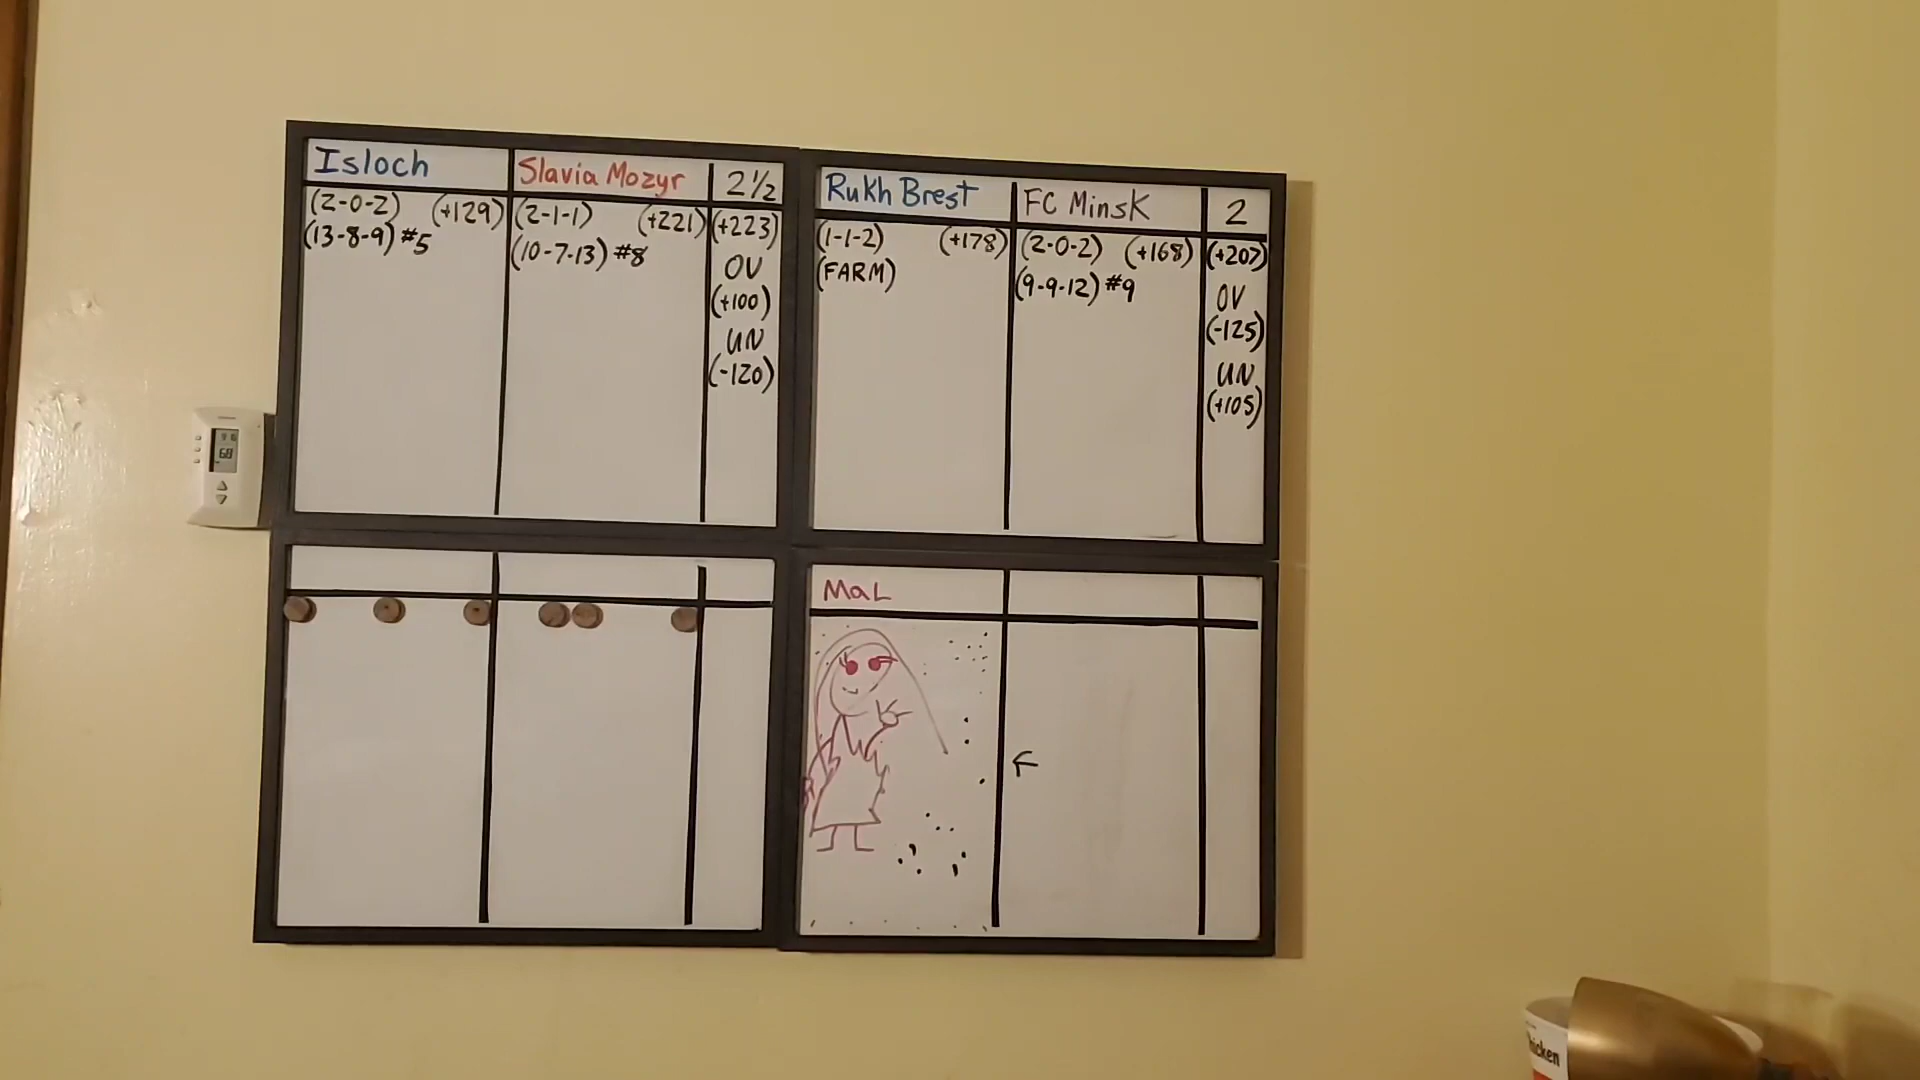 Isloch
Slavia Mozyr
2½
(2-0-2) (+129)
(13-8-9) #5
(2-1-1) (+221)
(10-7-13) #8
(+223)
OV
(+100)
UN
(-120)
Rukh Brest
FC Minsk
2
(1-1-2) (+178)
(FARM)
(2-0-2) (+168)
(9-9-12) #9
(+207)
OV
(-125)
UN
(+105)
68
MaL
F
hicken